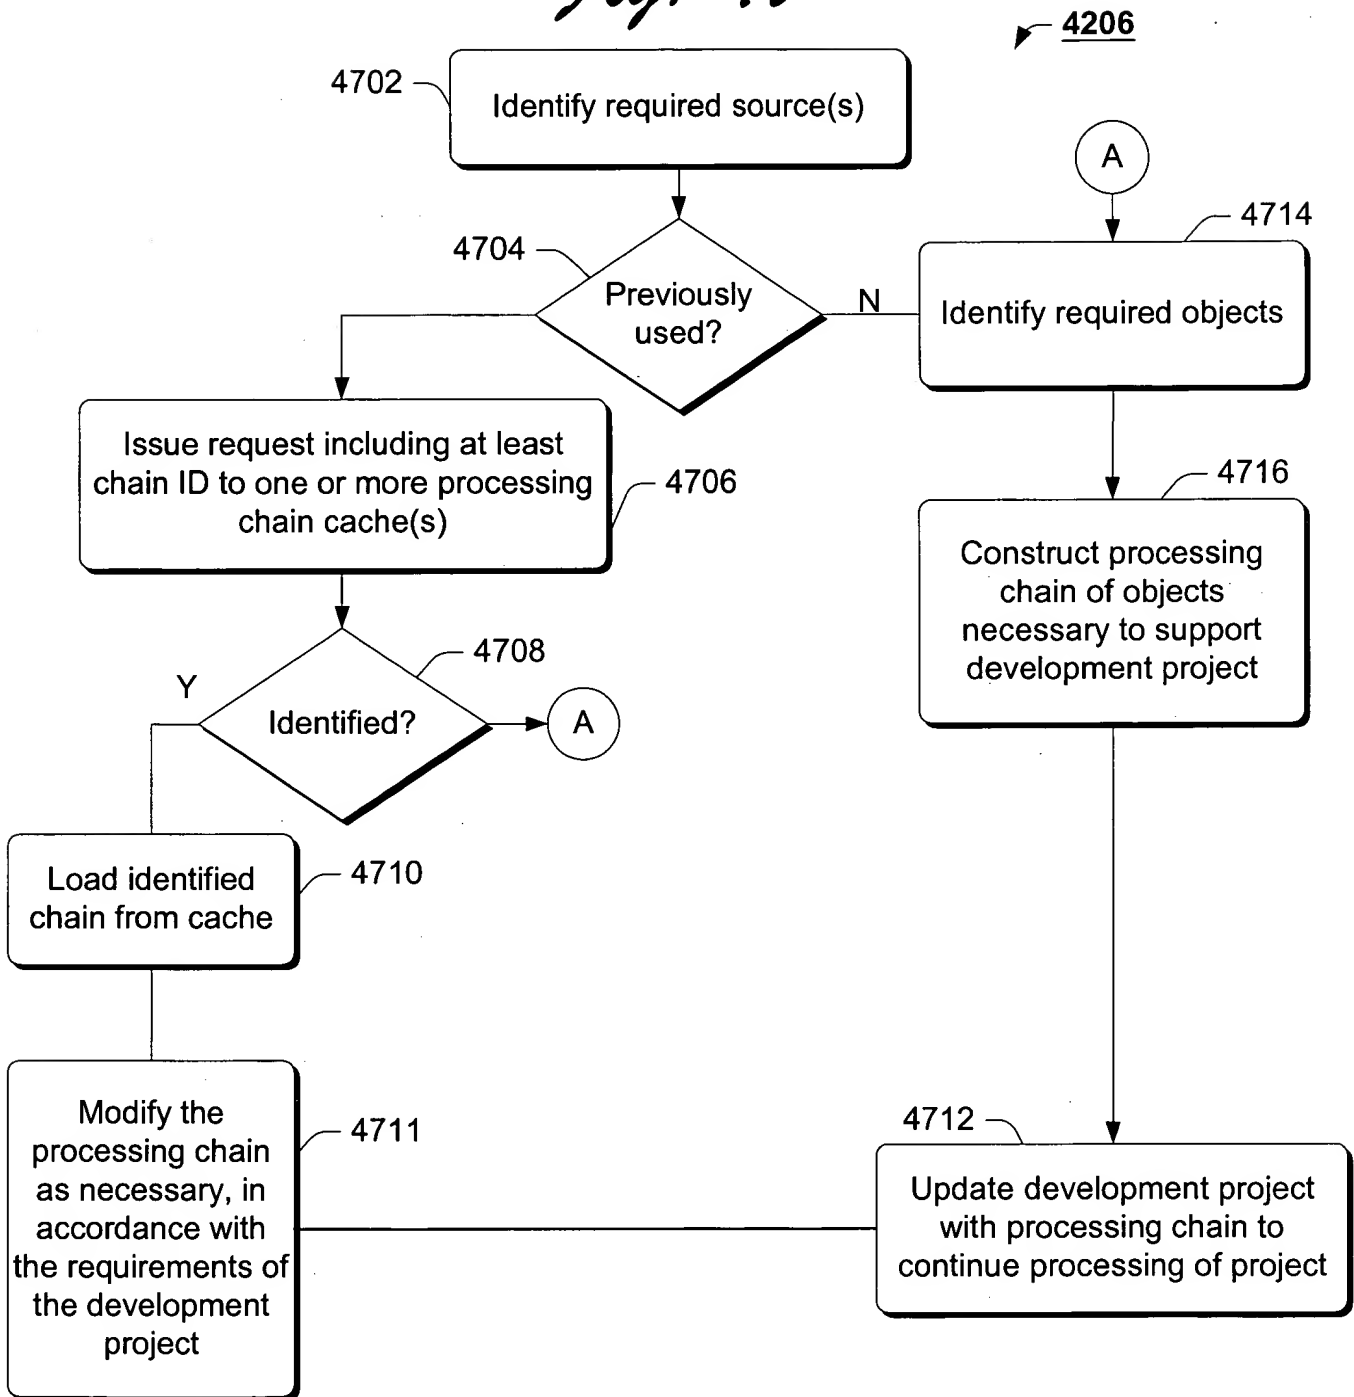 4206
4702
Identify required source(s)
A
4714
4704
Previously
used?
N
Identify required objects
Issue request including at least
chain ID to one or more processing
chain cache(s)
4706
4716
Construct processing
chain of objects
necessary to support
development project
4708
Y
Identified?
A
Load identified
chain from cache
4710
Modify the
processing chain
as necessary, in
accordance with
the requirements of
the development
project
4711
4712
Update development project
with processing chain to
continue processing of project